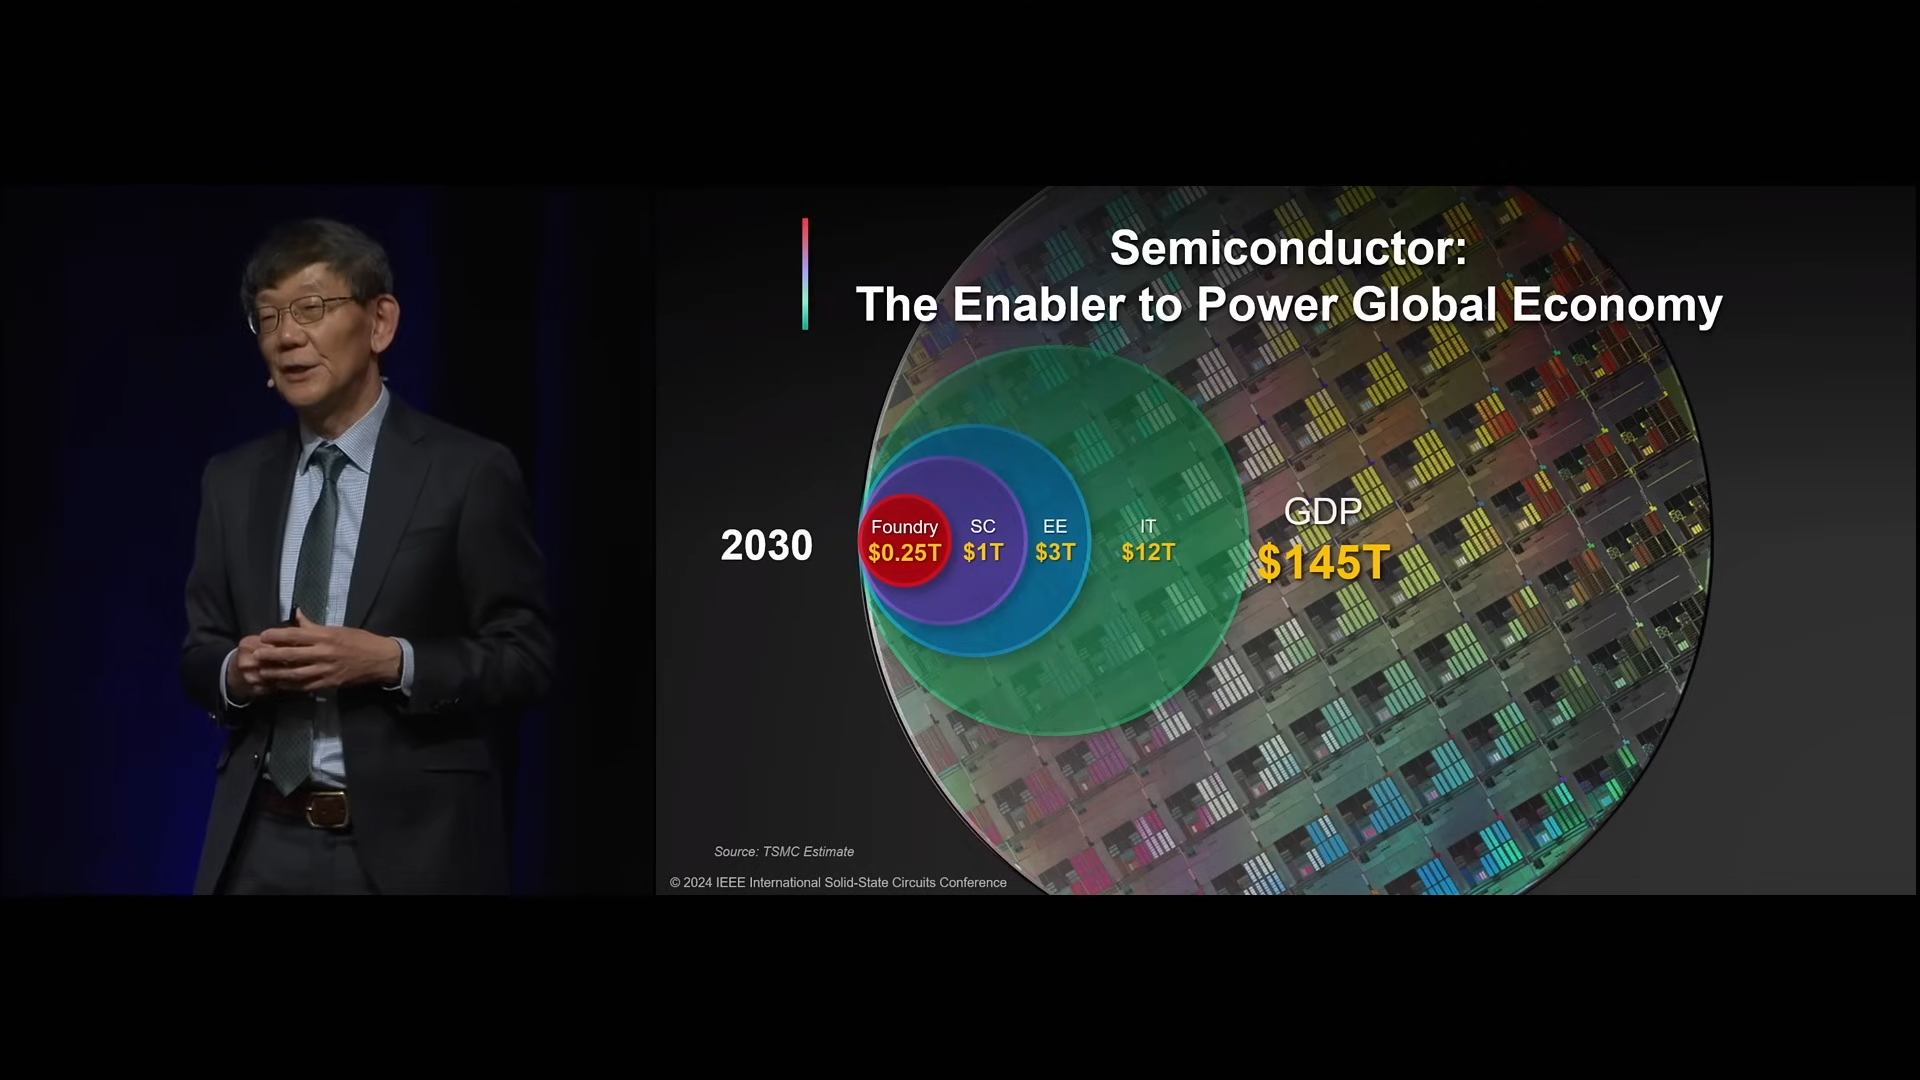 Semiconductor:
The Enabler to Power Global Economy
2030
Foundry
$0.25T
SC
$1T
EE
$3T
IT
$12T
GDP
$145T
Source: TSMC Estimate
© 2024 IEEE International Solid-State Circuits Conference